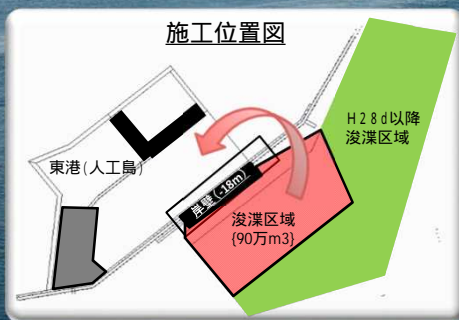 施工位置図
H28d以降
浚渫区域
東港(人工島)
岸壁(-18m)
浚渫区域
{90万m3}